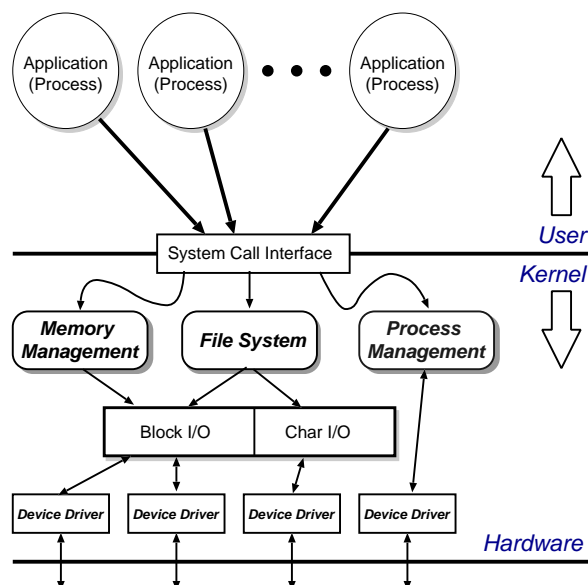 Application
(Process)
Application
(Process)
Application
(Process)
User
System Call Interface
Kernel
Memory
Management
File System
Process
Management
Block I/O
Char I/O
Device Driver
Device Driver
Device Driver
Device Driver
Hardware